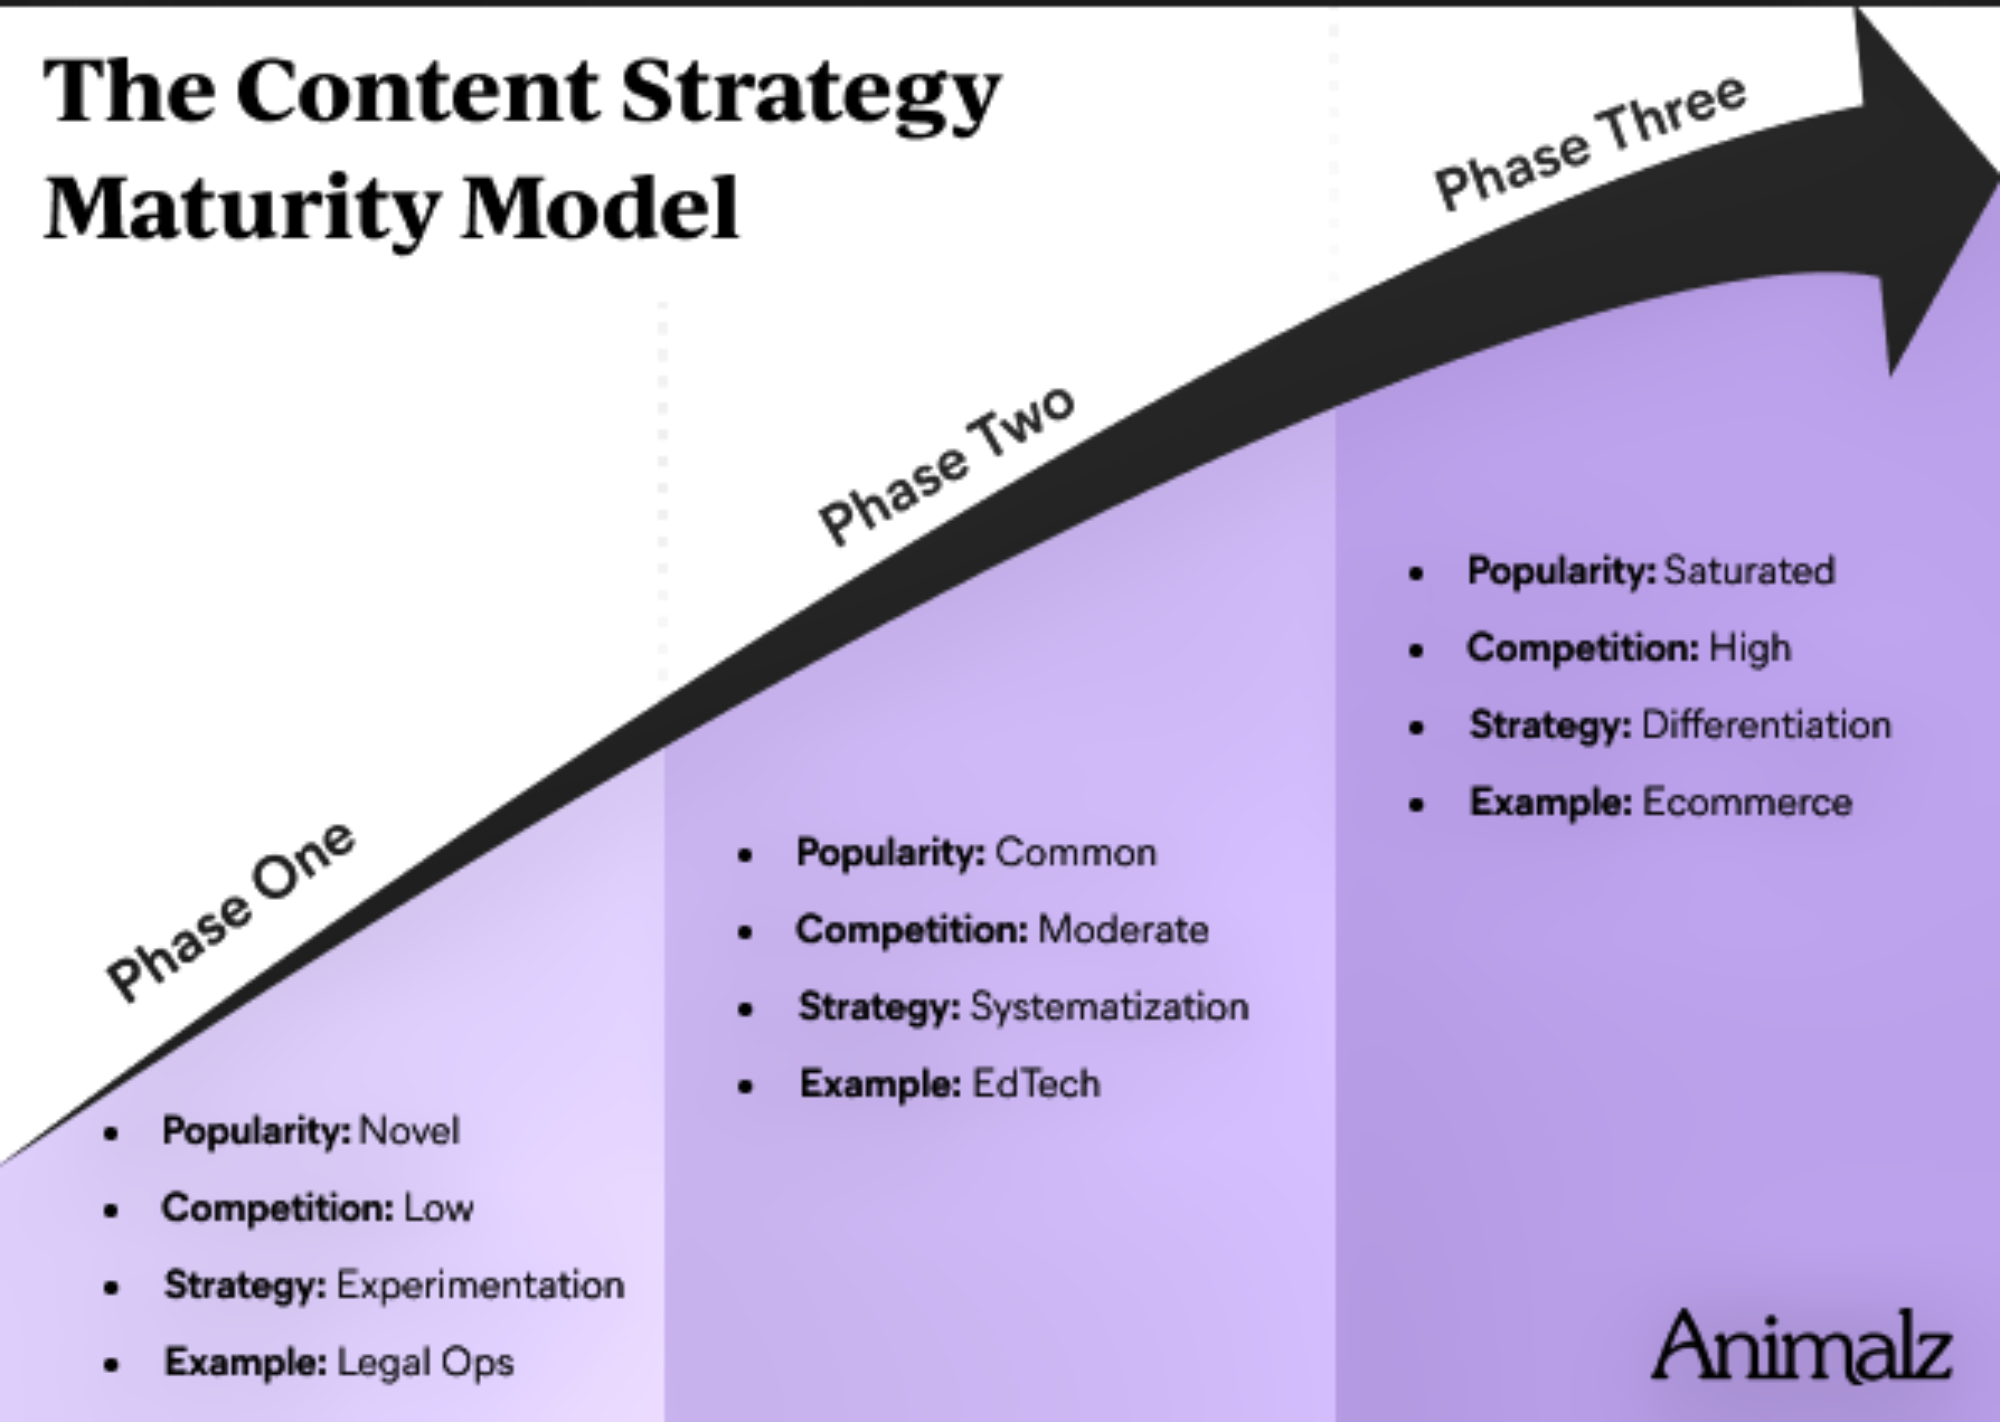 The Content Strategy
Maturity Model
Phase One
• Popularity: Novel
• Competition: Low
• Strategy: Experimentation
• Example: Legal Ops
Phase Two
• Popularity: Common
• Competition: Moderate
• Strategy: Systematization
• Example: EdTech
Phase Three
• Popularity: Saturated
• Competition: High
• Strategy: Differentiation
• Example: Ecommerce
Animalz